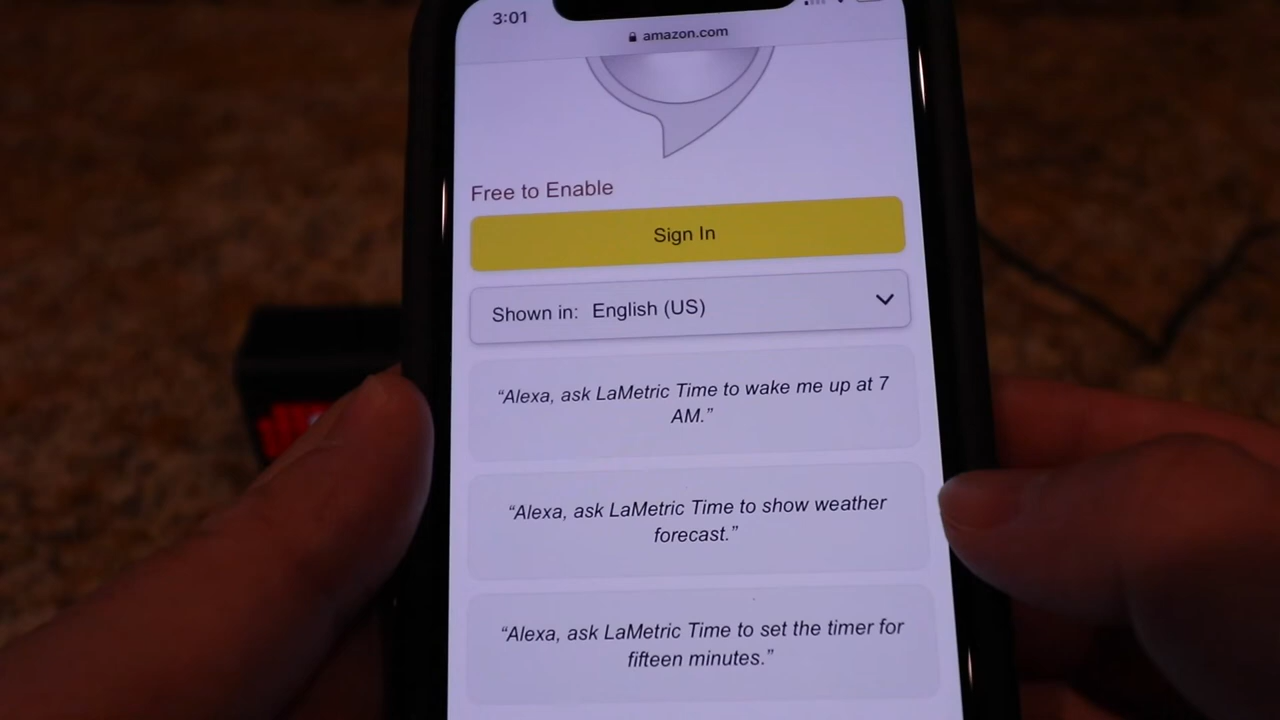 3:01
amazon.com
Free to Enable
Sign In
Shown in: English (US)
“Alexa, ask LaMetric Time to wake me up at 7
AM.”
“Alexa, ask LaMetric Time to show weather
forecast.”
“Alexa, ask LaMetric Time to set the timer for
fifteen minutes.”